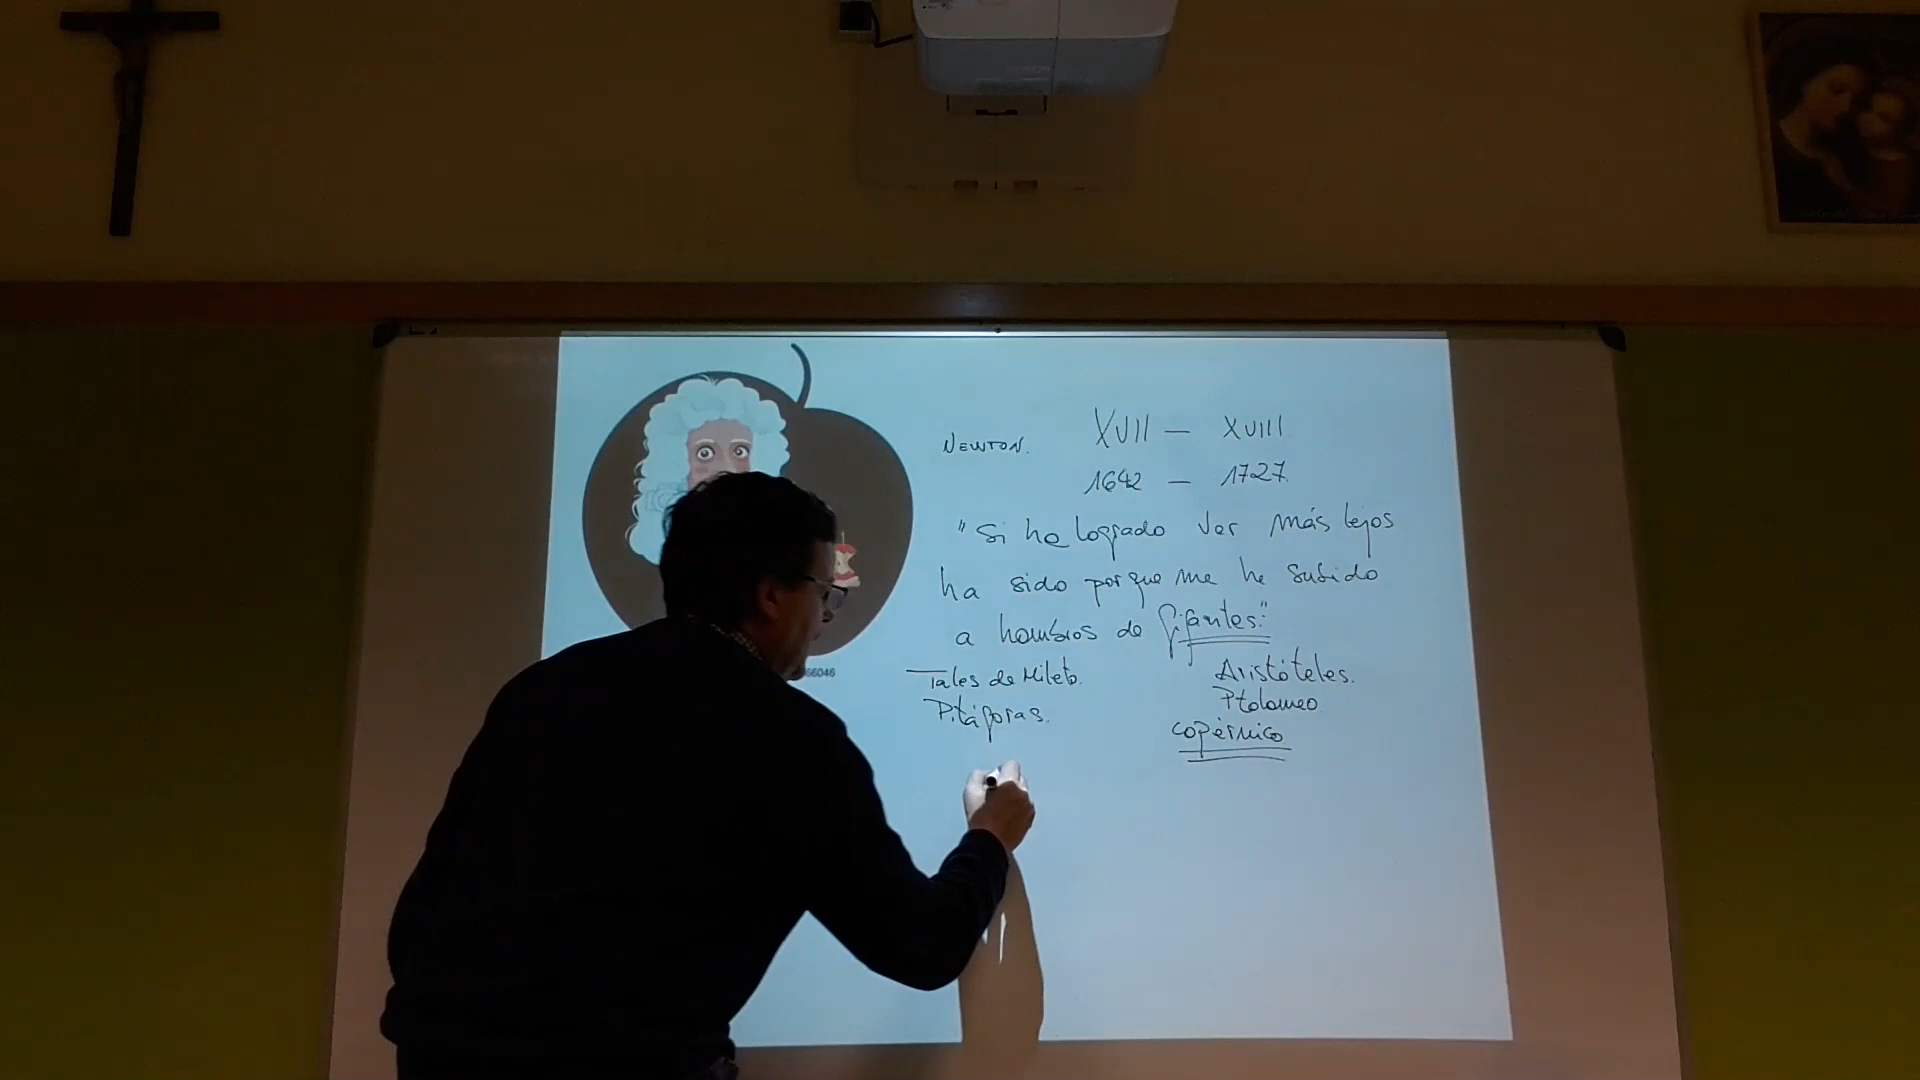 NEWTON. XVII — XVIII
1642 — 1727
"Si he logrado ver más lejos
ha sido porque me he subido
a hombros de gigantes."
Tales de Mileto.
Pitágoras.
Aristóteles.
Ptolomeo
Copérnico
66046